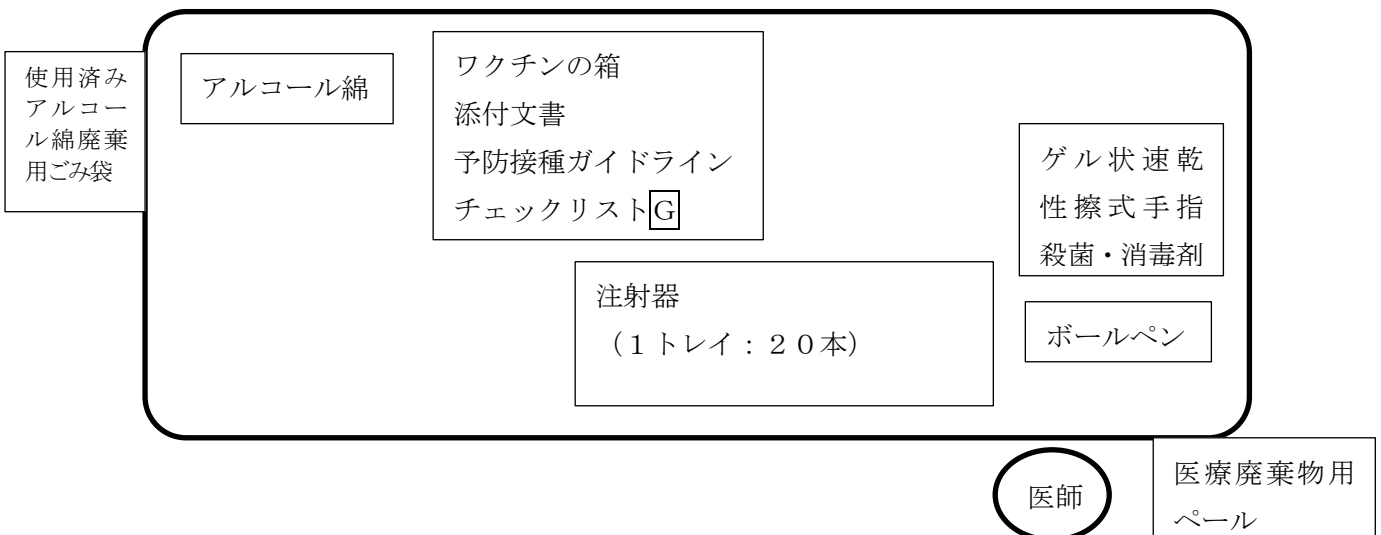 使用済み
アルコー
ル綿廃棄
用ごみ袋
アルコール綿
ワクチンの箱
添付文書
予防接種ガイドライン
チェックリストG
ゲル状速乾
性擦式手指
殺菌・消毒剤
注射器
（１トレイ：２０本）
ボールペン
医師
医療廃棄物用
ペール